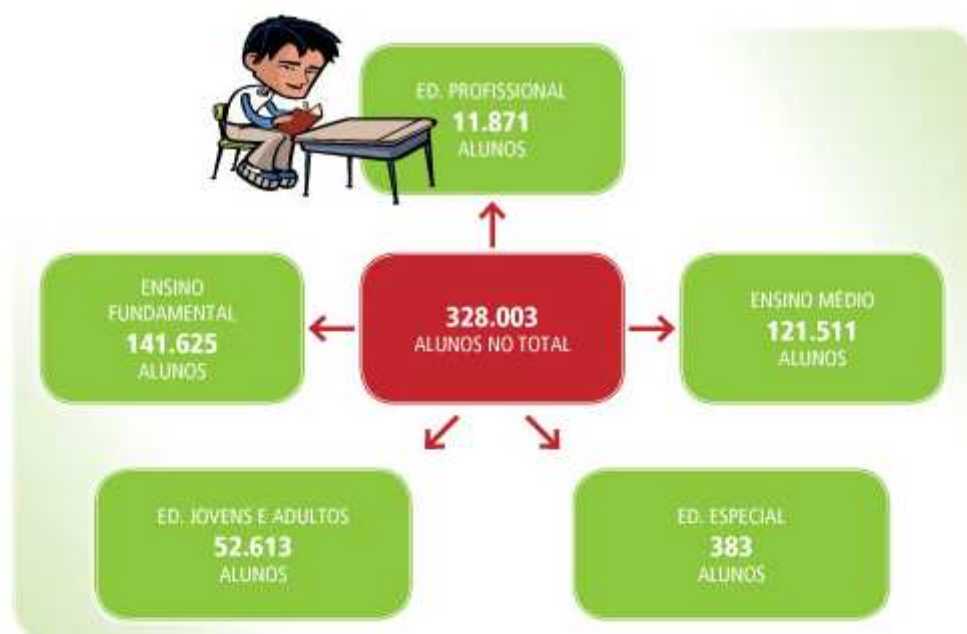 ED. PROFISSIONAL
11.871
ALUNOS
ENSINO
FUNDAMENTAL
141.625
ALUNOS
328.003
ALUNOS NO TOTAL
ENSINO MÉDIO
121.511
ALUNOS
ED. JOVENS E ADULTOS
52.613
ALUNOS
ED. ESPECIAL
383
ALUNOS